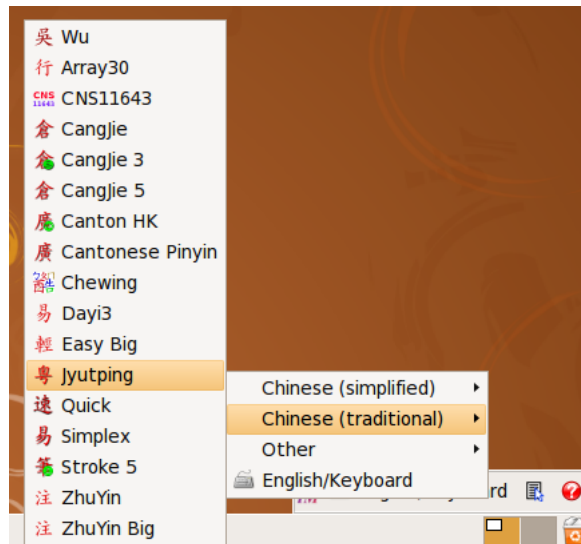 吳 Wu
行 Array30
CNS 11643 CNS11643
倉 CangJie
倉 CangJie 3
倉 CangJie 5
廣 Canton HK
廣 Cantonese Pinyin
酷 Chewing
易 Dayi3
輕 Easy Big
粵 Jyutping
速 Quick
易 Simplex
筆 Stroke 5
注 ZhuYin
注 ZhuYin Big
Chinese (simplified)
Chinese (traditional)
Other
English/Keyboard
rd